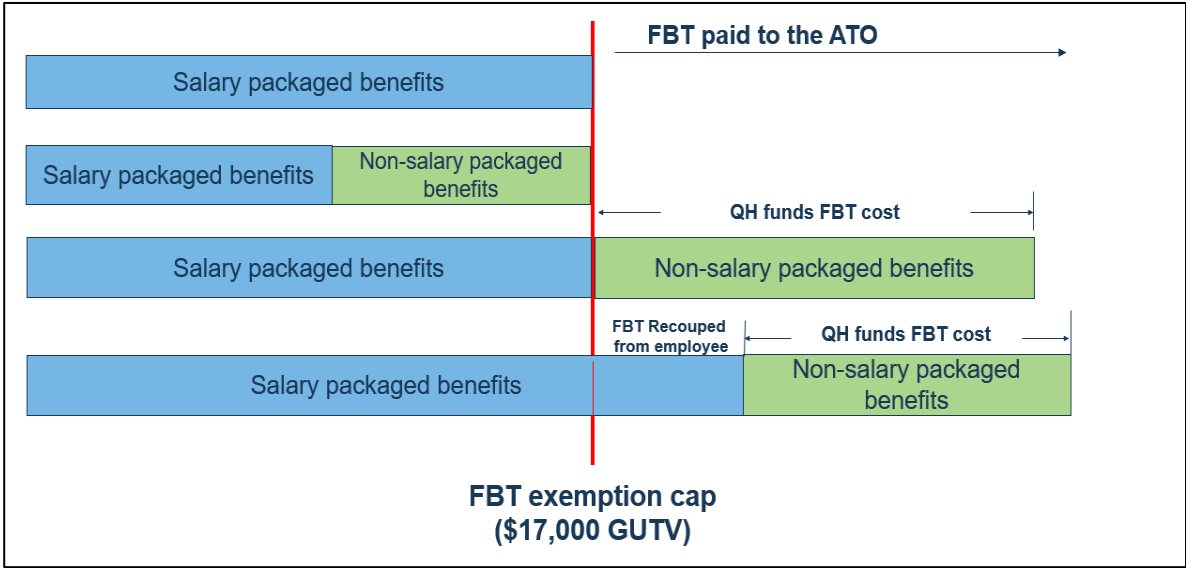 FBT paid to the ATO
Salary packaged benefits
Salary packaged benefits
Non-salary packaged
benefits
QH funds FBT cost
Salary packaged benefits
Non-salary packaged benefits
FBT Recouped
from employee
QH funds FBT cost
Salary packaged benefits
Non-salary packaged
benefits
FBT exemption cap
($17,000 GUTV)